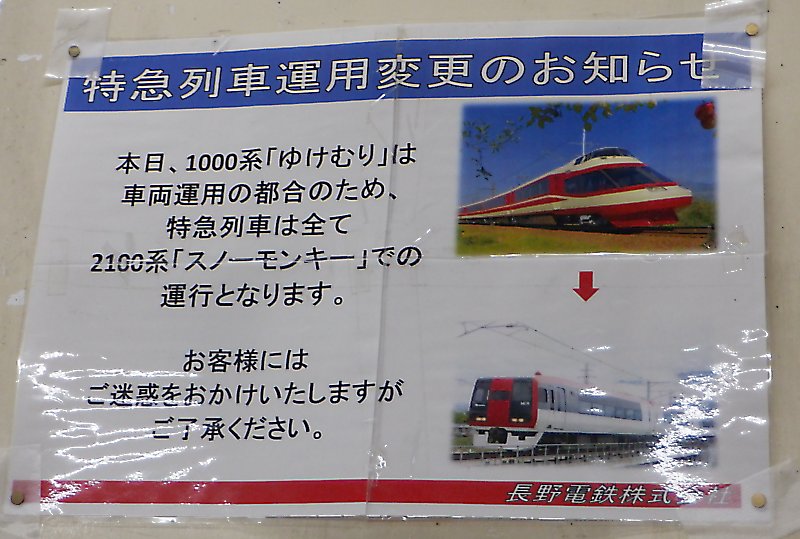 特急列車運用変更のお知らせ
本日、1000系「ゆけむり」は
車両運用の都合のため、
特急列車は全て
2100系「スノーモンキー」での
運行となります。
お客様には
ご迷惑をおかけいたしますが
ご了承ください。
長野電鉄株式会社